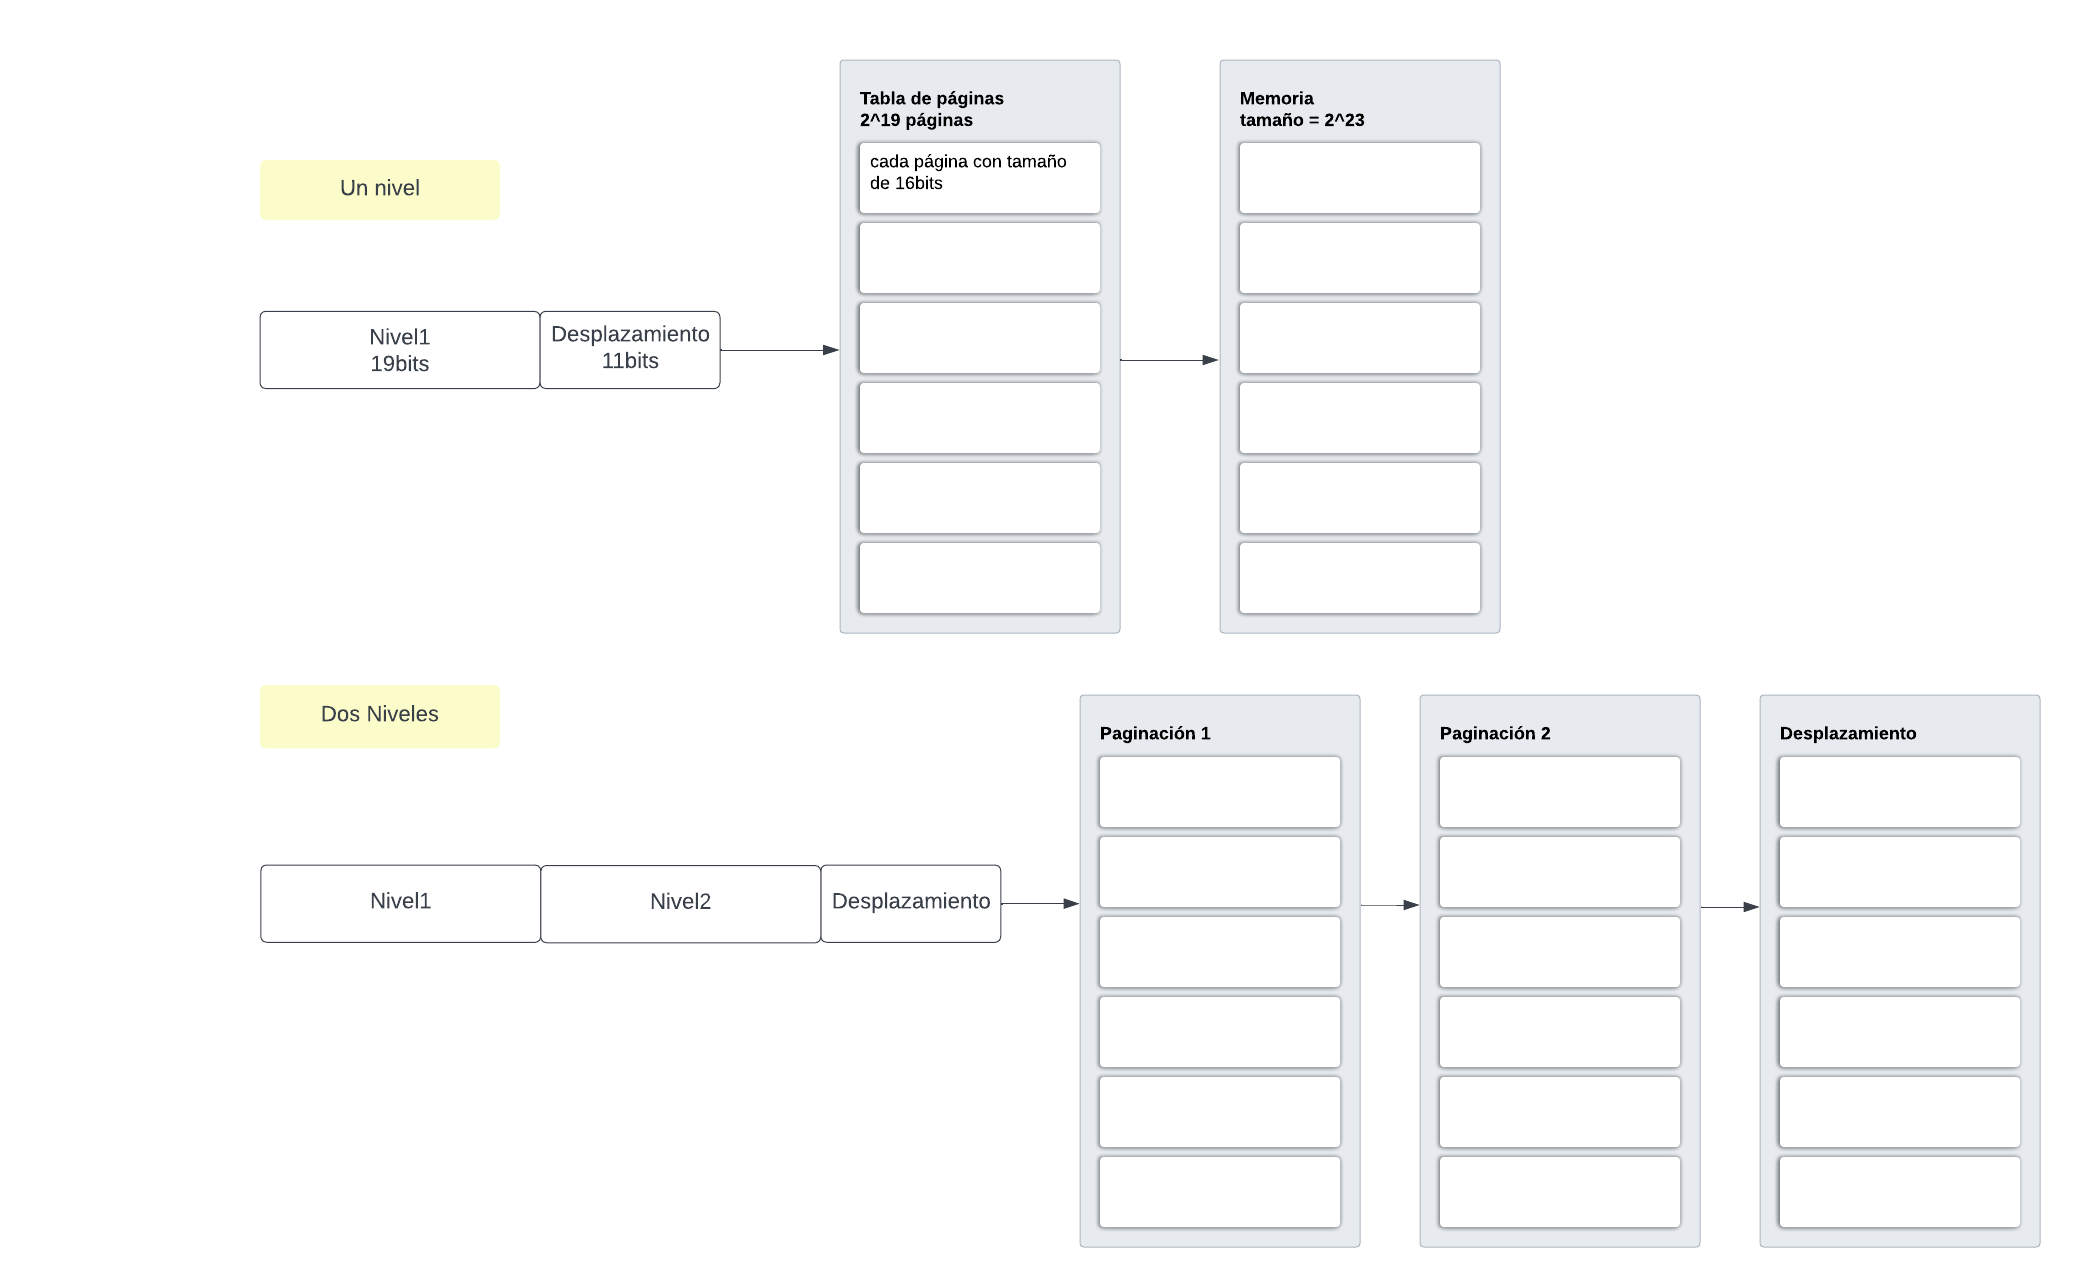 Un nivel
Nivel1
19bits
Desplazamiento
11bits
Tabla de páginas
2^19 páginas
cada página con tamaño
de 16bits
Memoria
tamaño = 2^23
Dos Niveles
Nivel1
Nivel2
Desplazamiento
Paginación 1
Paginación 2
Desplazamiento